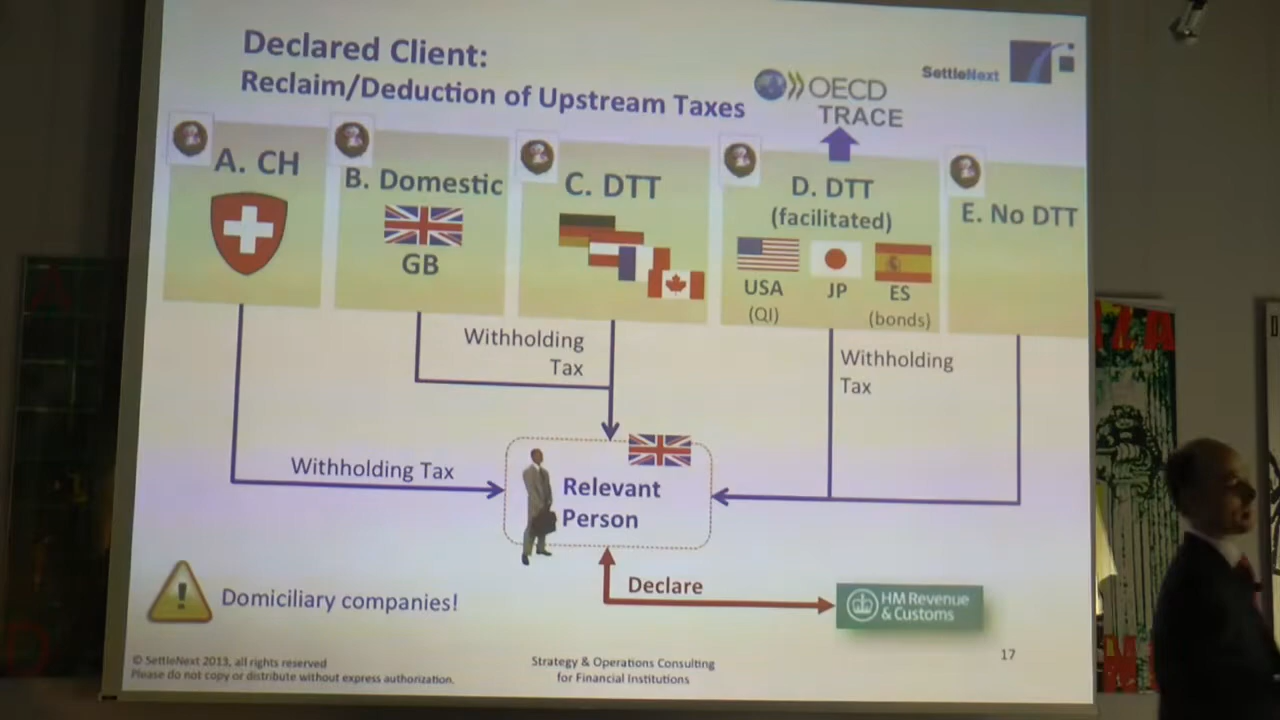 Declared Client:
Reclaim/Deduction of Upstream Taxes
OECD
TRACE
SettleNext
A. CH
B. Domestic
GB
C. DTT
D. DTT
(facilitated)
USA
(QI)
JP
ES
(bonds)
E. No DTT
Withholding
Tax
Withholding
Tax
Withholding Tax
Relevant
Person
Declare
HM Revenue
& Customs
Domiciliary companies!
© SettleNext 2013, all rights reserved
Please do not copy or distribute without express authorization.
Strategy & Operations Consulting
for Financial Institutions
17